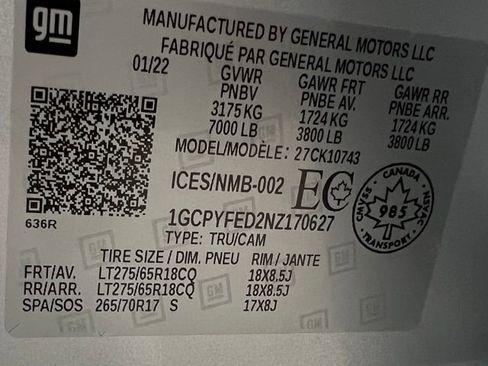 gm
MANUFACTURED BY GENERAL MOTORS LLC
FABRIQUÉ PAR GENERAL MOTORS LLC
01/22 GVWR GAWR FRT GAWR RR
PNBV PNBE AV. PNBE ARR.
3175 KG 1724 KG 1724 KG
7000 LB 3800 LB 3800 LB
MODEL/MODÈLE: 27CK10743
ICES/NMB-002 EC
1GCPYFED2NZ170627
TYPE: TRU/CAM
636R
CANADA
CMVSS NSVAC
985
TRANSPORT
TIRE SIZE / DIM. PNEU RIM / JANTE
FRT/AV. LT275/65R18CQ 18X8.5J
RR/ARR. LT275/65R18CQ 18X8.5J
SPA/SOS 265/70R17 S 17X8J
GM
GM
GM